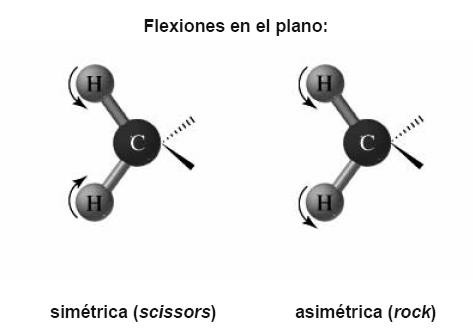 Flexiones en el plano:
H H
C C
H H
simétrica (scissors) asimétrica (rock)